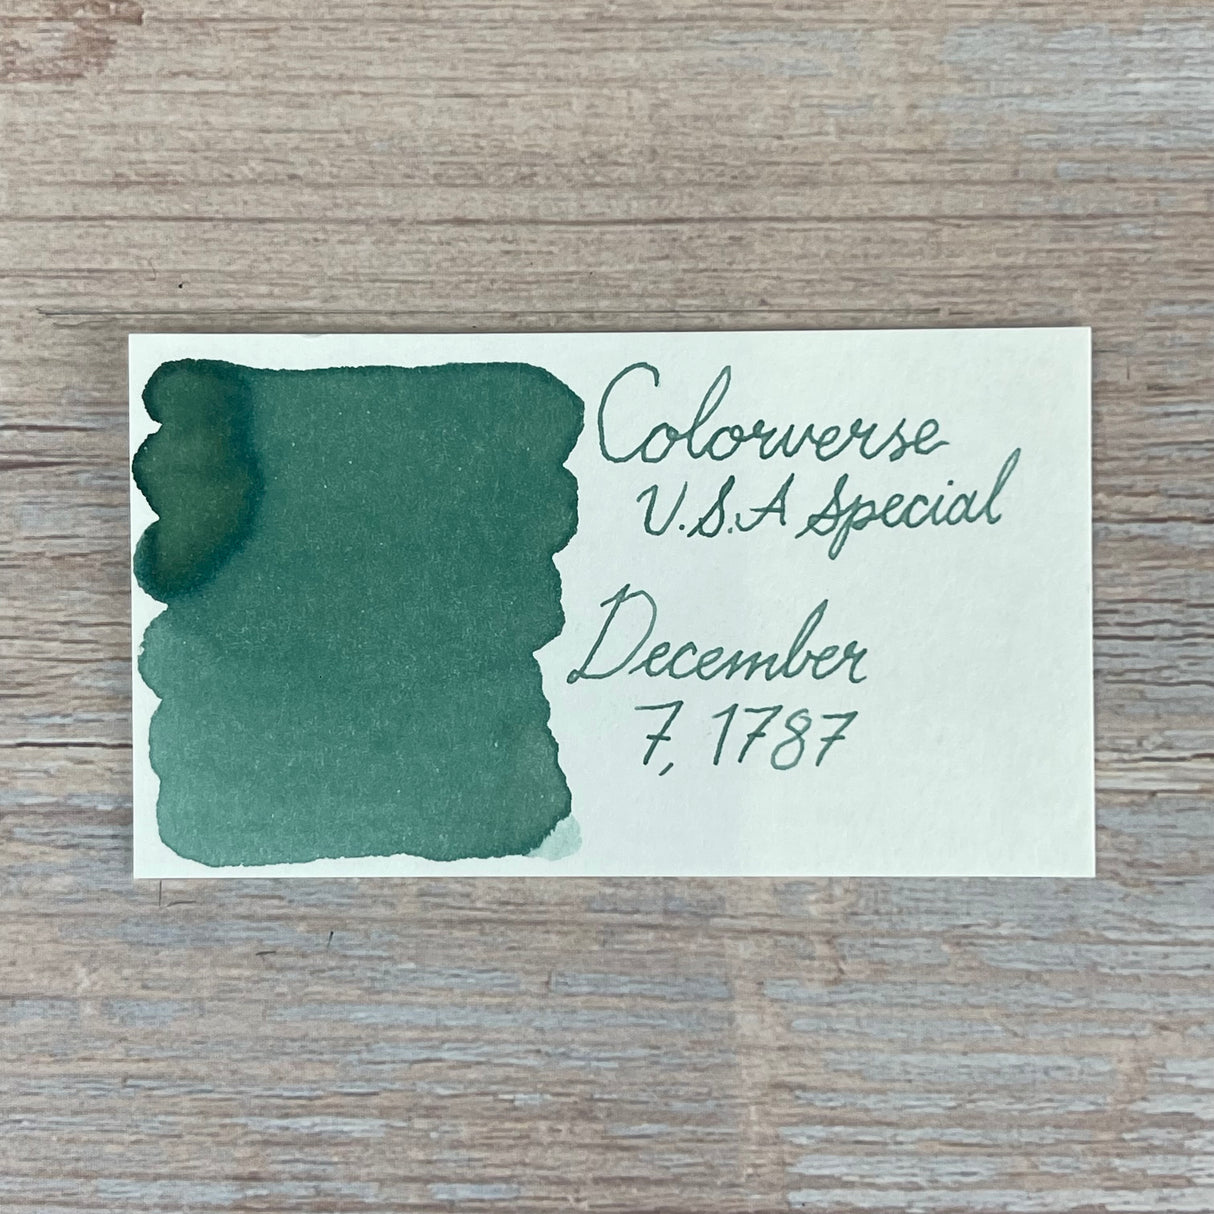 Colorverse
U.S.A Special
December
7, 1787